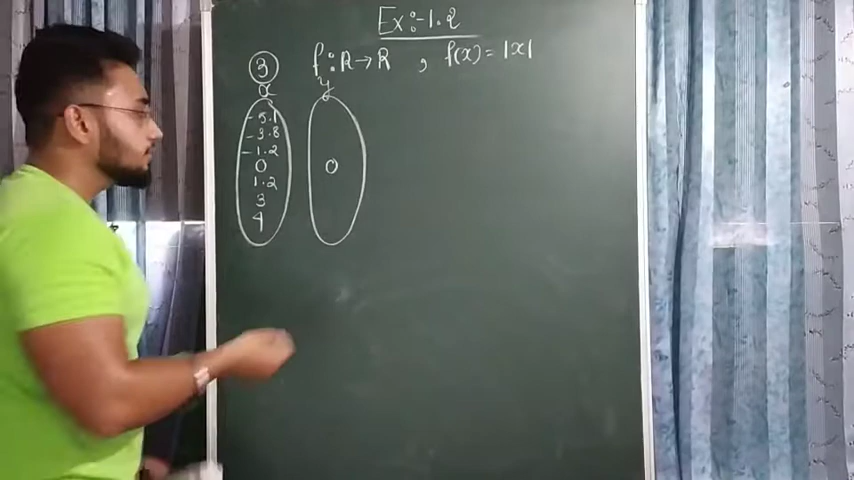 Ex:-1.2
3 f:R→R , f(x)= |x|
x y
-5.1
-3.8
-1.2
0 0
1.2
3
4